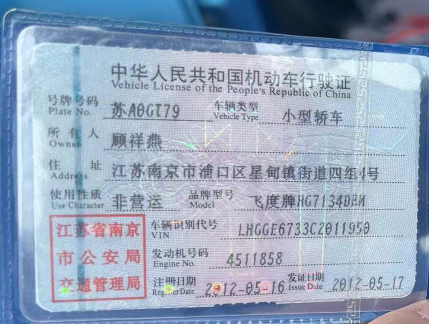 中华人民共和国机动车行驶证
Vehicle License of the People's Republic of China
号牌号码 Plate No. 苏A0GT79 车辆类型 Vehicle Type 小型轿车
所有人 Owner 顾祥燕
住址 Address 江苏南京市浦口区星甸镇街道四组4号
使用性质 Use Character 非营运 品牌型号 Model 飞度牌HG7134DBM
江苏省南京市公安局交通管理局
车辆识别代号 VIN LHGGE6733C2011950
发动机号码 Engine No. 4511858
注册日期 Register Date 2012-05-16 发证日期 Issue Date 2012-05-17